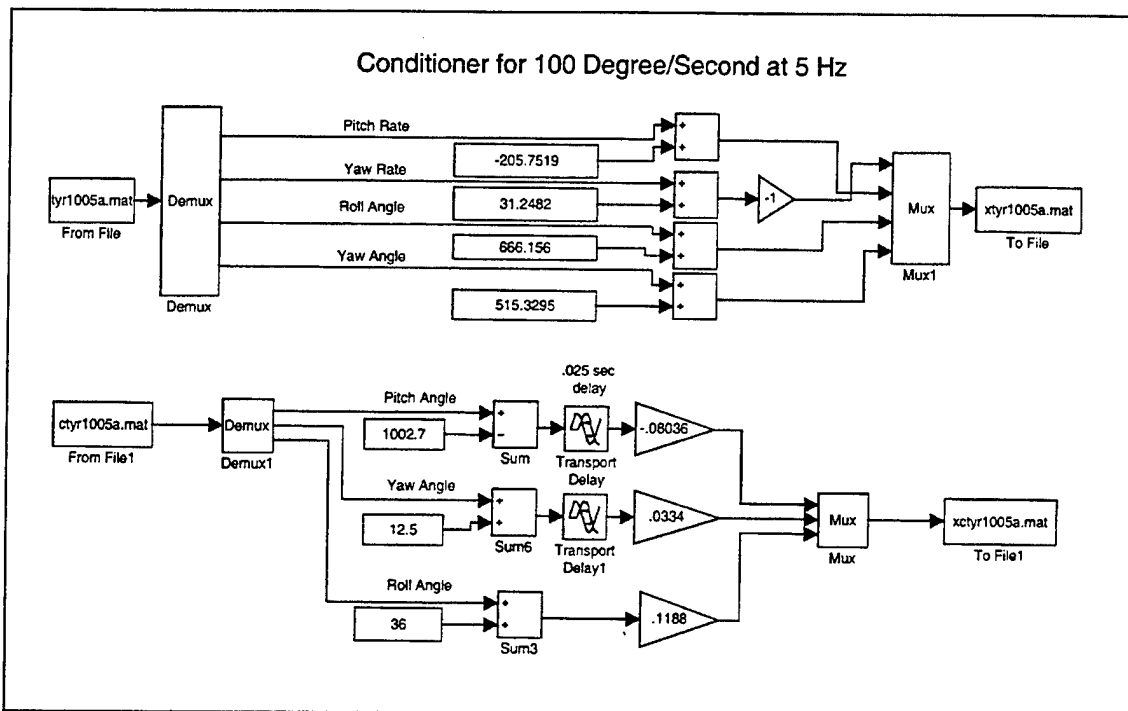 Conditioner for 100 Degree/Second at 5 Hz
Pitch Rate
+
+
-205.7519
Yaw Rate
+
+
31.2482
-1
tyr1005a.mat
From File
Demux
Demux
Roll Angle
+
+
666.156
Yaw Angle
+
+
515.3295
Mux
Mux1
xtyr1005a.mat
To File
.025 sec
delay
Pitch Angle
ctyr1005a.mat
From File1
Demux
Demux1
+
−
1002.7
Sum
Transport
Delay
-.08036
Yaw Angle
+
+
12.5
Sum6
Transport
Delay1
.0334
Mux
Mux
xctyr1005a.mat
To File1
Roll Angle
+
+
36
Sum3
.1188